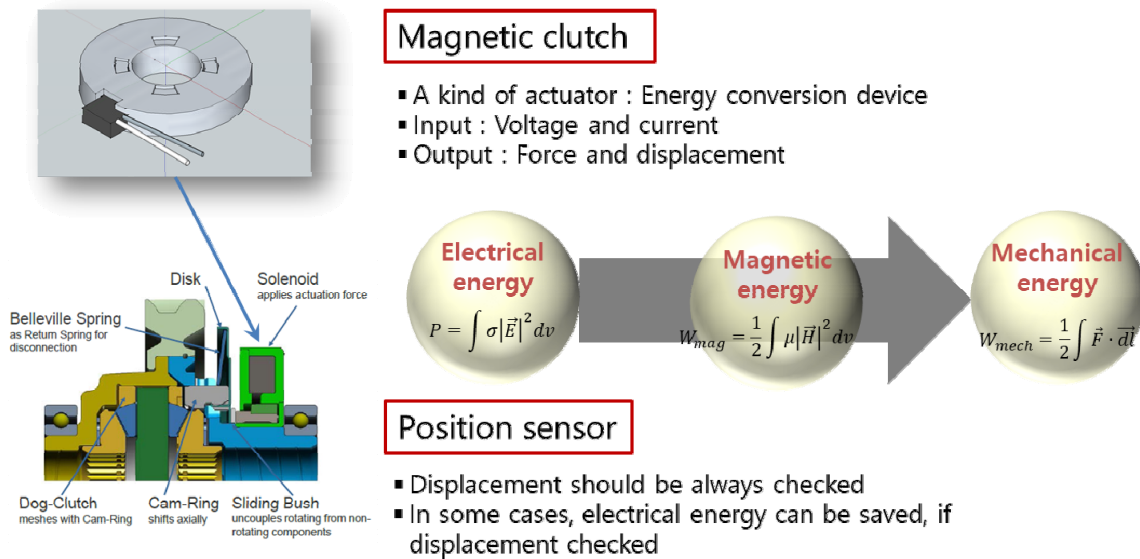 Magnetic clutch
▪ A kind of actuator : Energy conversion device
▪ Input : Voltage and current
▪ Output : Force and displacement
Electrical
energy
P = ∫ σ|E⃗|² dv
Magnetic
energy
W_mag = 1/2 ∫ μ|H⃗|² dv
Mechanical
energy
W_mech = 1/2 ∫ F⃗ · dl⃗
Disk
Solenoid
applies actuation force
Belleville Spring
as Return Spring for
disconnection
Dog-Clutch
meshes with Cam-Ring
Cam-Ring
shifts axially
Sliding Bush
uncouples rotating from non-
rotating components
Position sensor
▪ Displacement should be always checked
▪ In some cases, electrical energy can be saved, if
displacement checked